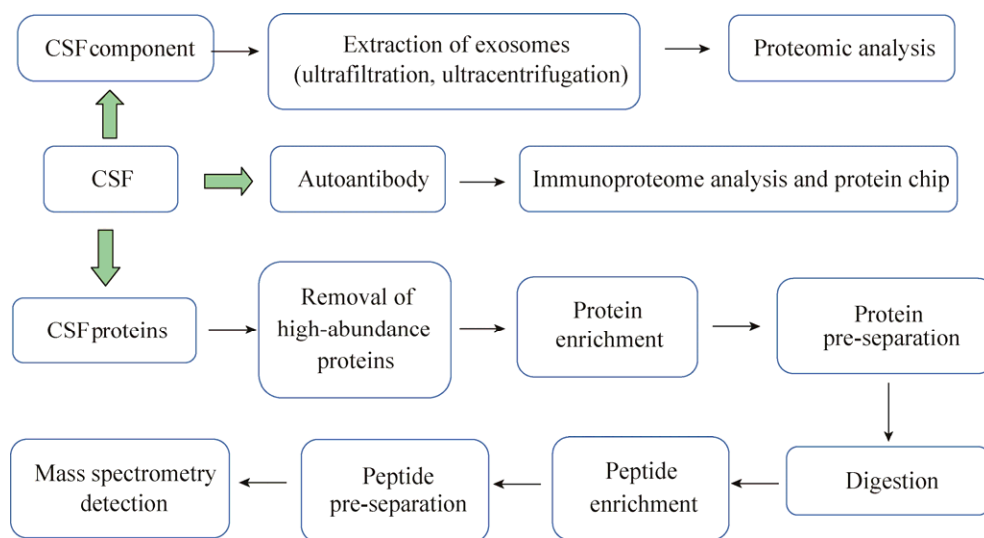 CSF component
Extraction of exosomes
(ultrafiltration, ultracentrifugation)
Proteomic analysis
CSF
Autoantibody
Immunoproteome analysis and protein chip
CSF proteins
Removal of
high-abundance
proteins
Protein
enrichment
Protein
pre-separation
Mass spectrometry
detection
Peptide
pre-separation
Peptide
enrichment
Digestion